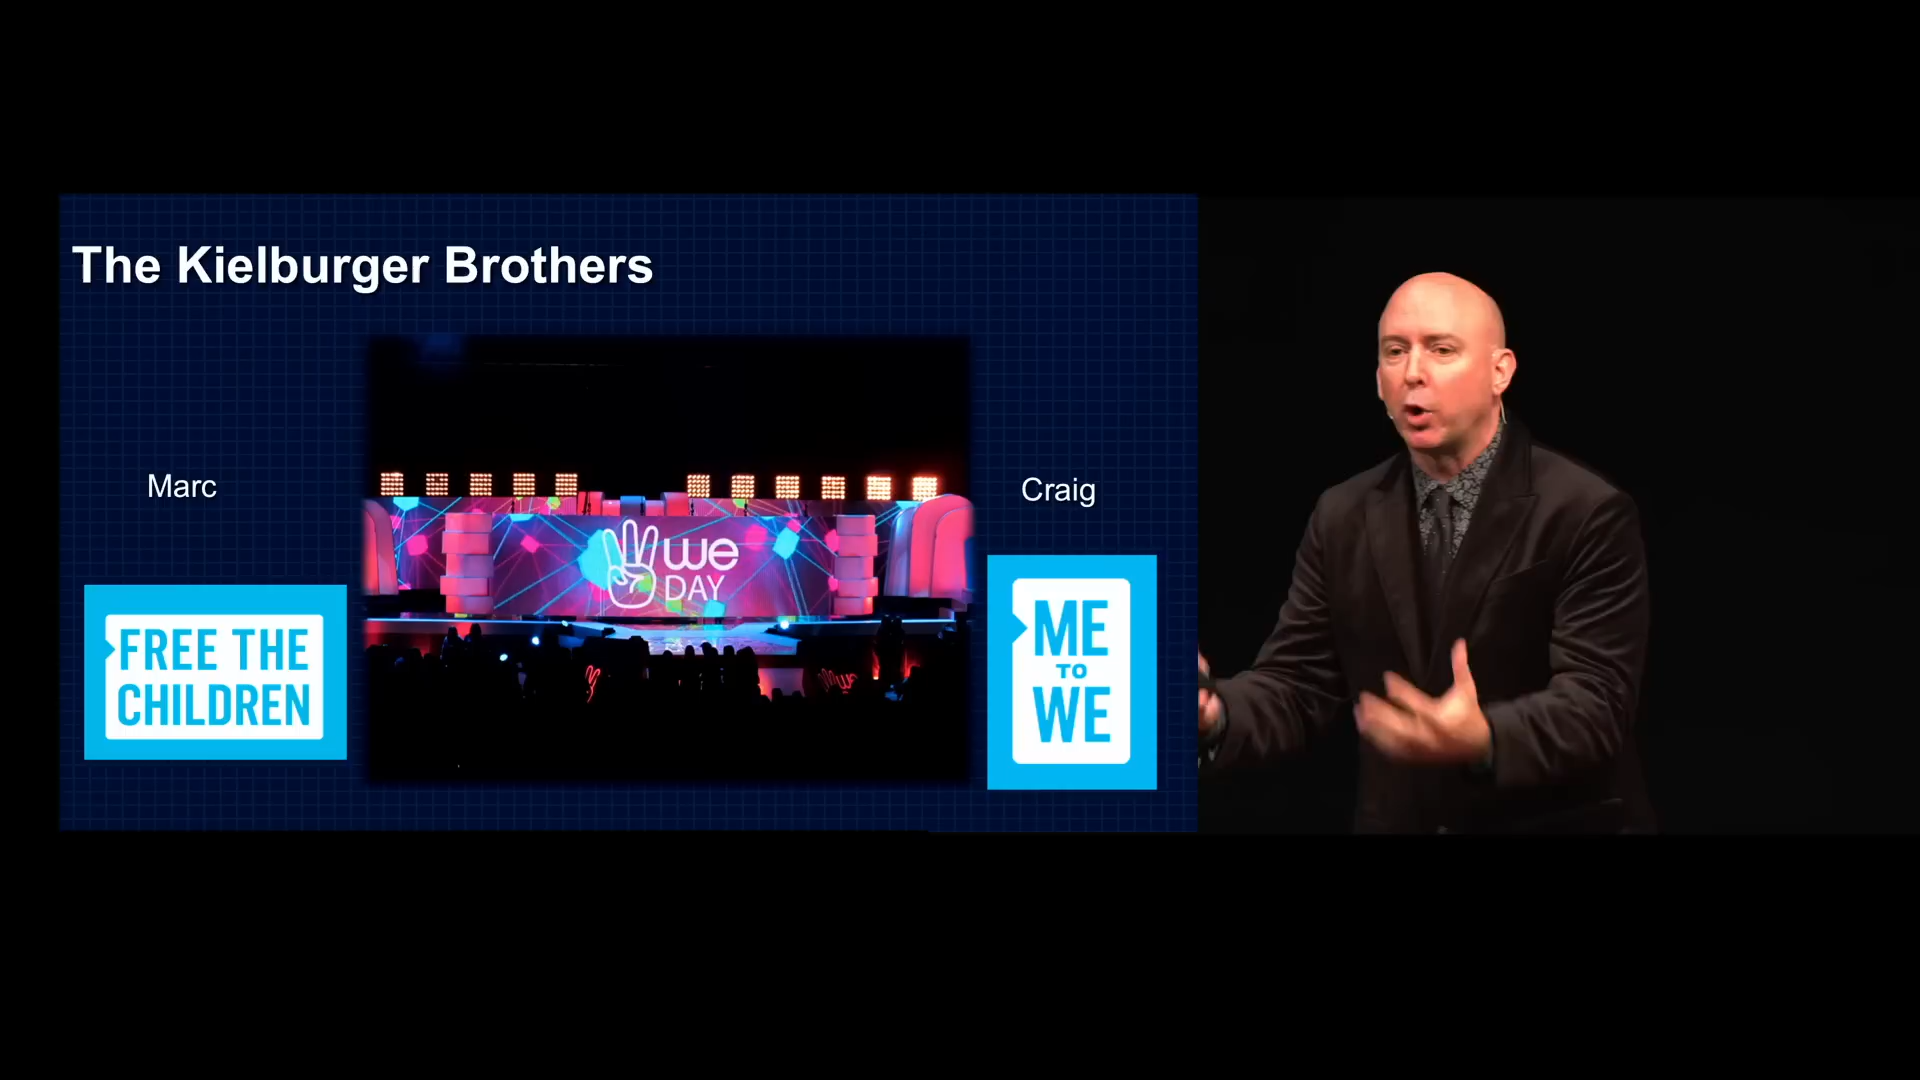 The Kielburger Brothers
Marc
Craig
we
DAY
FREE THE
CHILDREN
ME
TO
WE